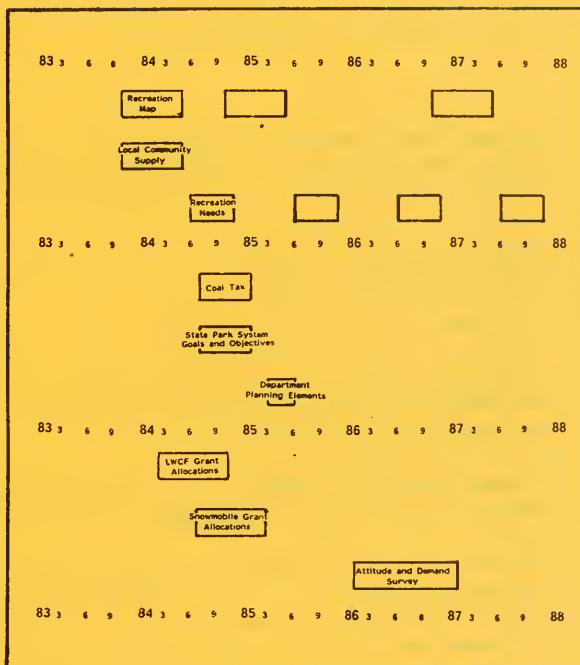 83 3 6 8 84 3 6 9 85 3 6 9 86 3 6 9 87 3 6 9 88
Recreation
Map
Local Community
Supply
Recreation
Needs
83 3 6 9 84 3 6 9 85 3 6 9 86 3 6 9 87 3 6 9 88
Coal Tax
State Park System
Goals and Objectives
Department
Planning Elements
83 3 6 9 84 3 6 9 85 3 6 9 86 3 6 9 87 3 6 9 88
LWCF Grant
Allocations
Snowmobile Grant
Allocations
Attitude and Demand
Survey
83 3 6 9 84 3 6 9 85 3 6 9 86 3 6 8 87 3 6 9 88